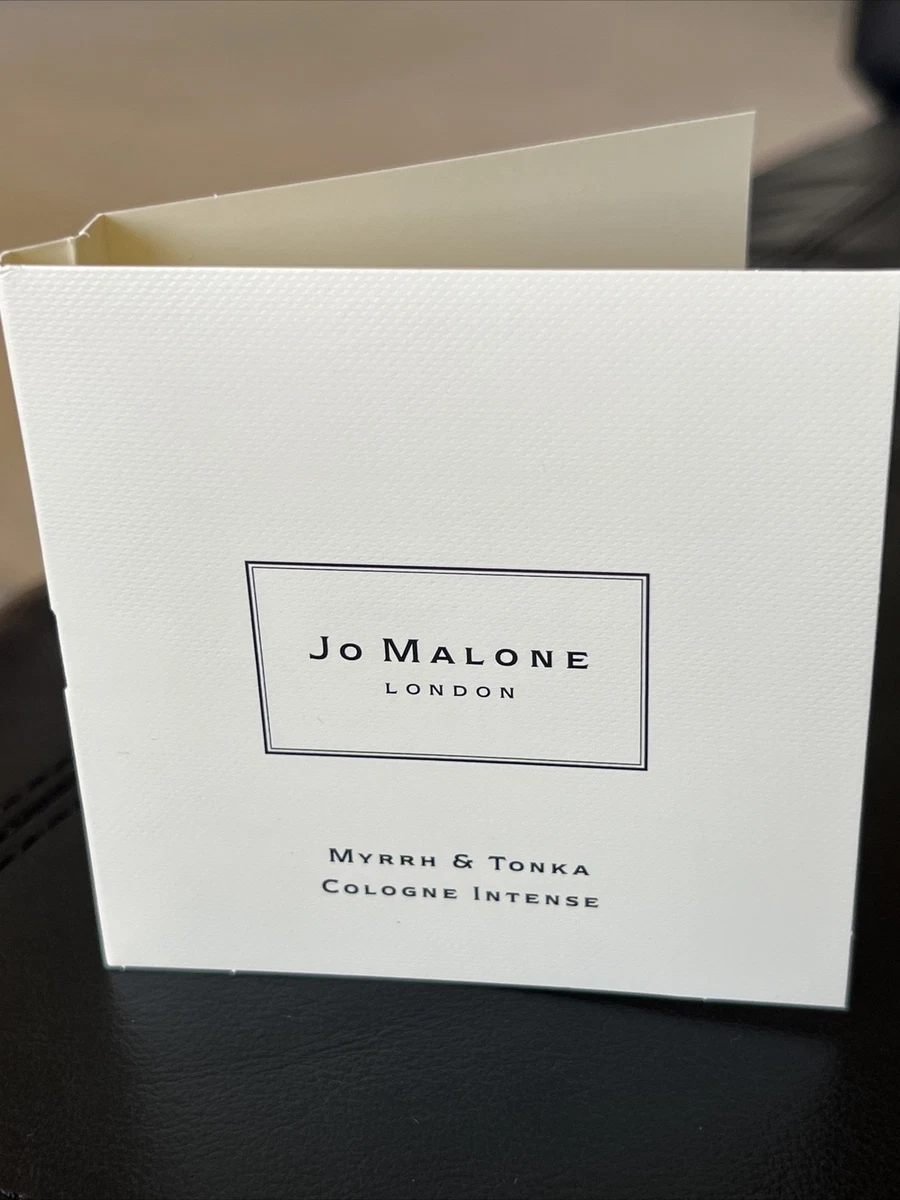 Jo Malone
LONDON
Myrrh & Tonka
Cologne Intense